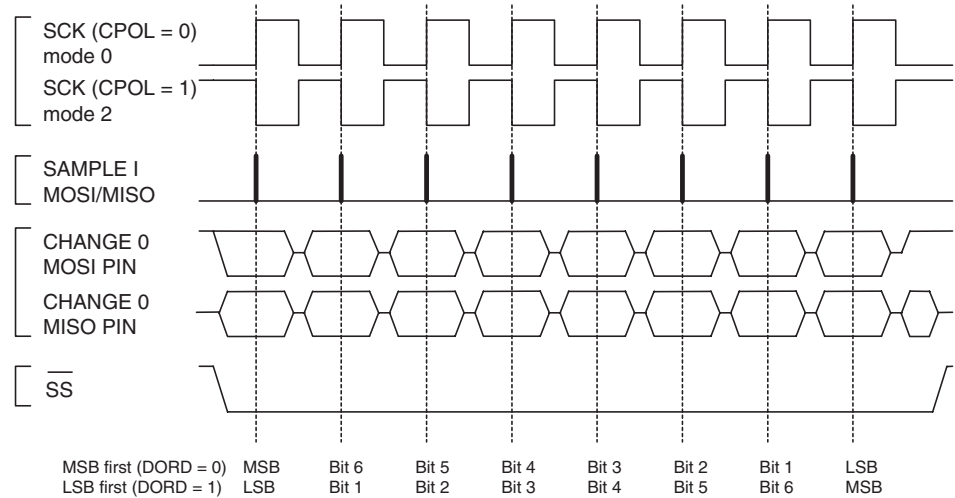 SCK (CPOL = 0)
mode 0
SCK (CPOL = 1)
mode 2
SAMPLE I
MOSI/MISO
CHANGE 0
MOSI PIN
CHANGE 0
MISO PIN
SS
MSB first (DORD = 0) MSB Bit 6 Bit 5 Bit 4 Bit 3 Bit 2 Bit 1 LSB
LSB first (DORD = 1) LSB Bit 1 Bit 2 Bit 3 Bit 4 Bit 5 Bit 6 MSB